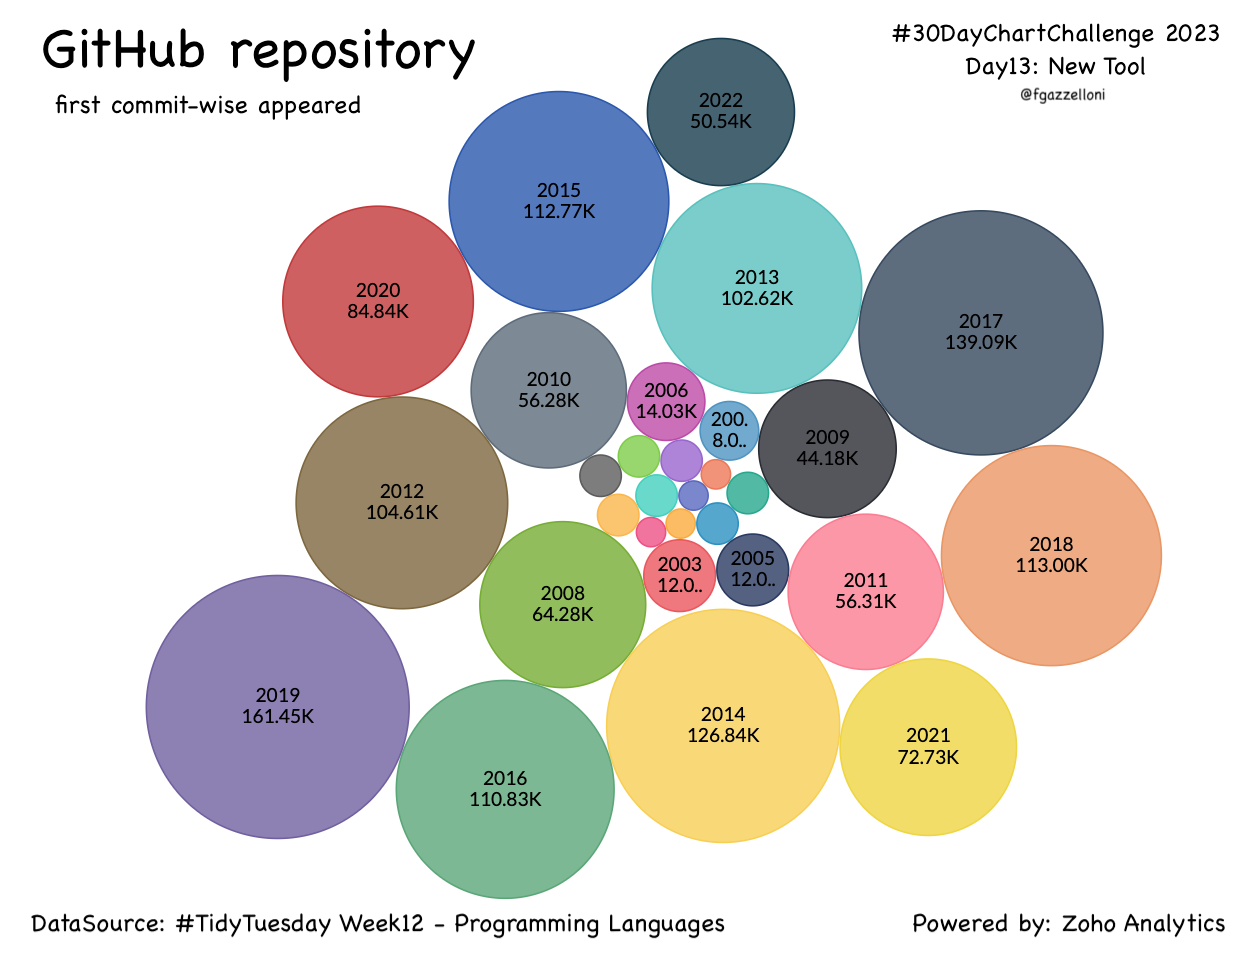 GitHub repository
first commit-wise appeared
#30DayChartChallenge 2023
Day13: New Tool
@fgazzelloni
2022
50.54K
2015
112.77K
2013
102.62K
2020
84.84K
2017
139.09K
2010
56.28K
2006
14.03K
200.
8.0..
2009
44.18K
2012
104.61K
2018
113.00K
2003
12.0..
2005
12.0..
2011
56.31K
2008
64.28K
2019
161.45K
2014
126.84K
2021
72.73K
2016
110.83K
DataSource: #TidyTuesday Week12 - Programming Languages
Powered by: Zoho Analytics